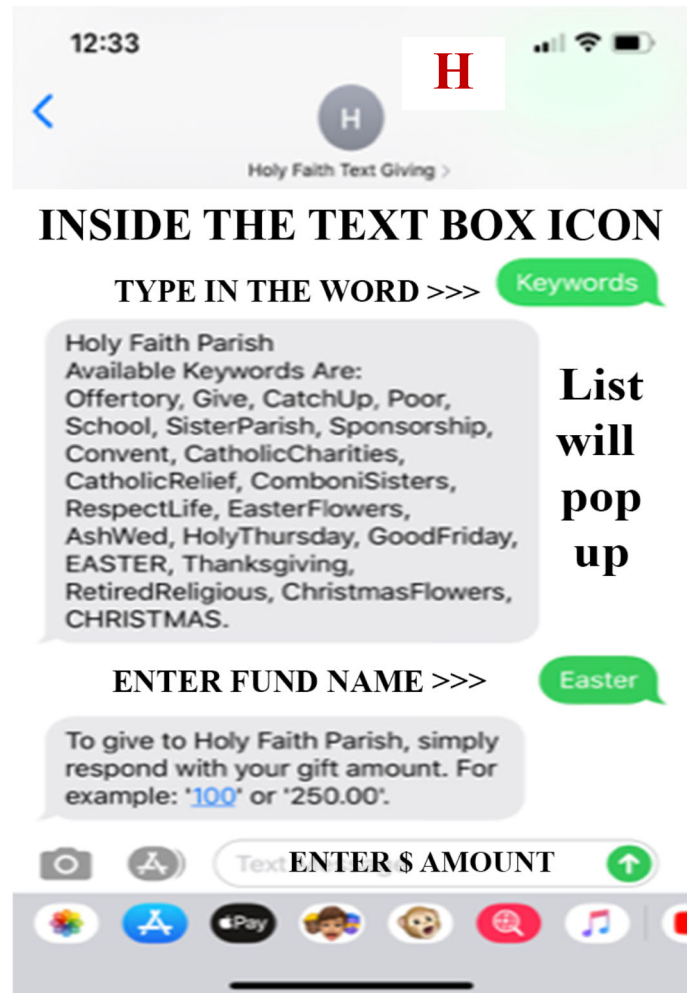 12:33
H
H
Holy Faith Text Giving >
INSIDE THE TEXT BOX ICON
TYPE IN THE WORD >>> Keywords
Holy Faith Parish
Available Keywords Are:
Offertory, Give, CatchUp, Poor,
School, SisterParish, Sponsorship,
Convent, CatholicCharities,
CatholicRelief, ComboniSisters,
RespectLife, EasterFlowers,
AshWed, HolyThursday, GoodFriday,
EASTER, Thanksgiving,
RetiredReligious, ChristmasFlowers,
CHRISTMAS.
List
will
pop
up
ENTER FUND NAME >>> Easter
To give to Holy Faith Parish, simply
respond with your gift amount. For
example: '100' or '250.00'.
ENTER $ AMOUNT
Pay